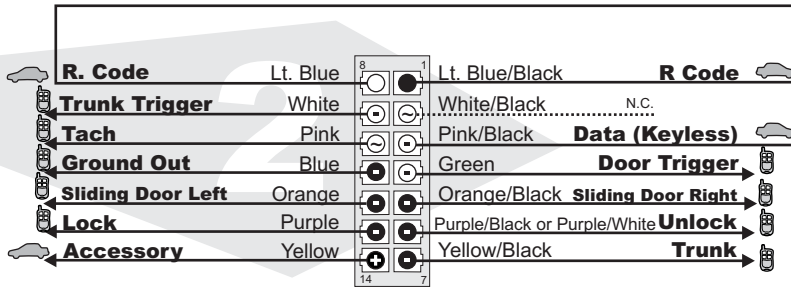 R. Code Lt. Blue 8 1 Lt. Blue/Black R Code
Trunk Trigger White White/Black N.C.
Tach Pink Pink/Black Data (Keyless)
Ground Out Blue Green Door Trigger
Sliding Door Left Orange Orange/Black Sliding Door Right
Lock Purple Purple/Black or Purple/White Unlock
Accessory Yellow Yellow/Black Trunk
14 7
2